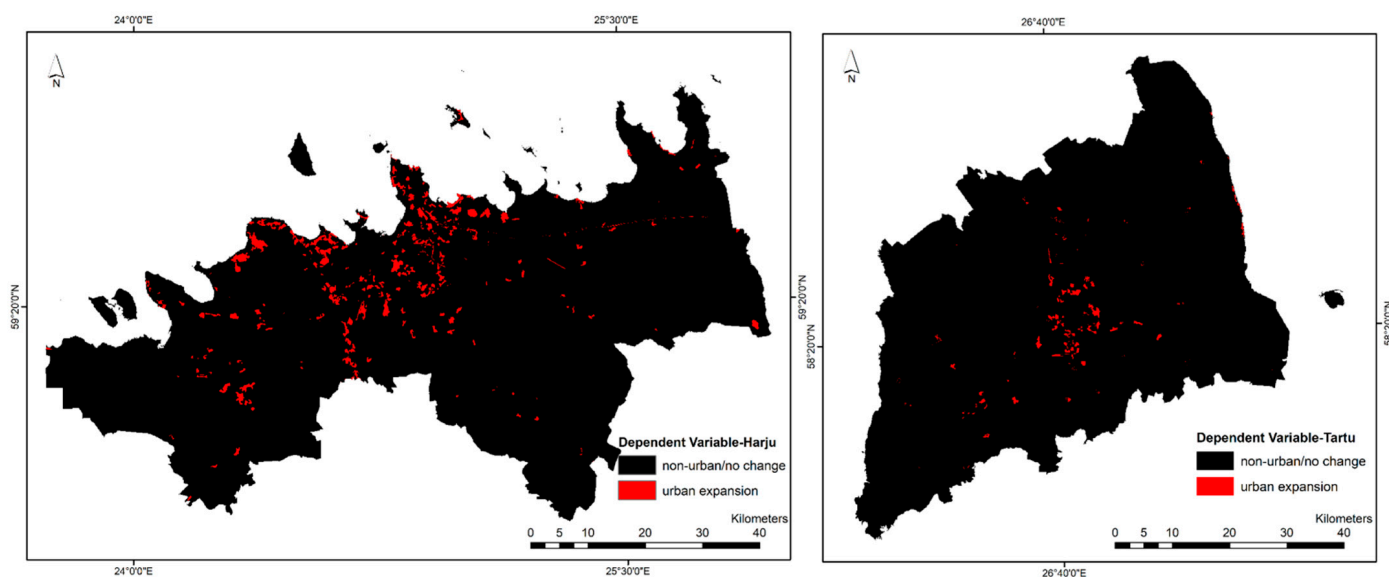 24°0'0"E
25°30'0"E
N
59°20'0"N
59°20'0"N
Dependent Variable-Harju
non-urban/no change
urban expansion
Kilometers
0 5 10 20 30 40
24°0'0"E
25°30'0"E
26°40'0"E
N
58°20'0"N
58°20'0"N
Dependent Variable-Tartu
non-urban/no change
urban expansion
Kilometers
0 5 10 20 30 40
26°40'0"E